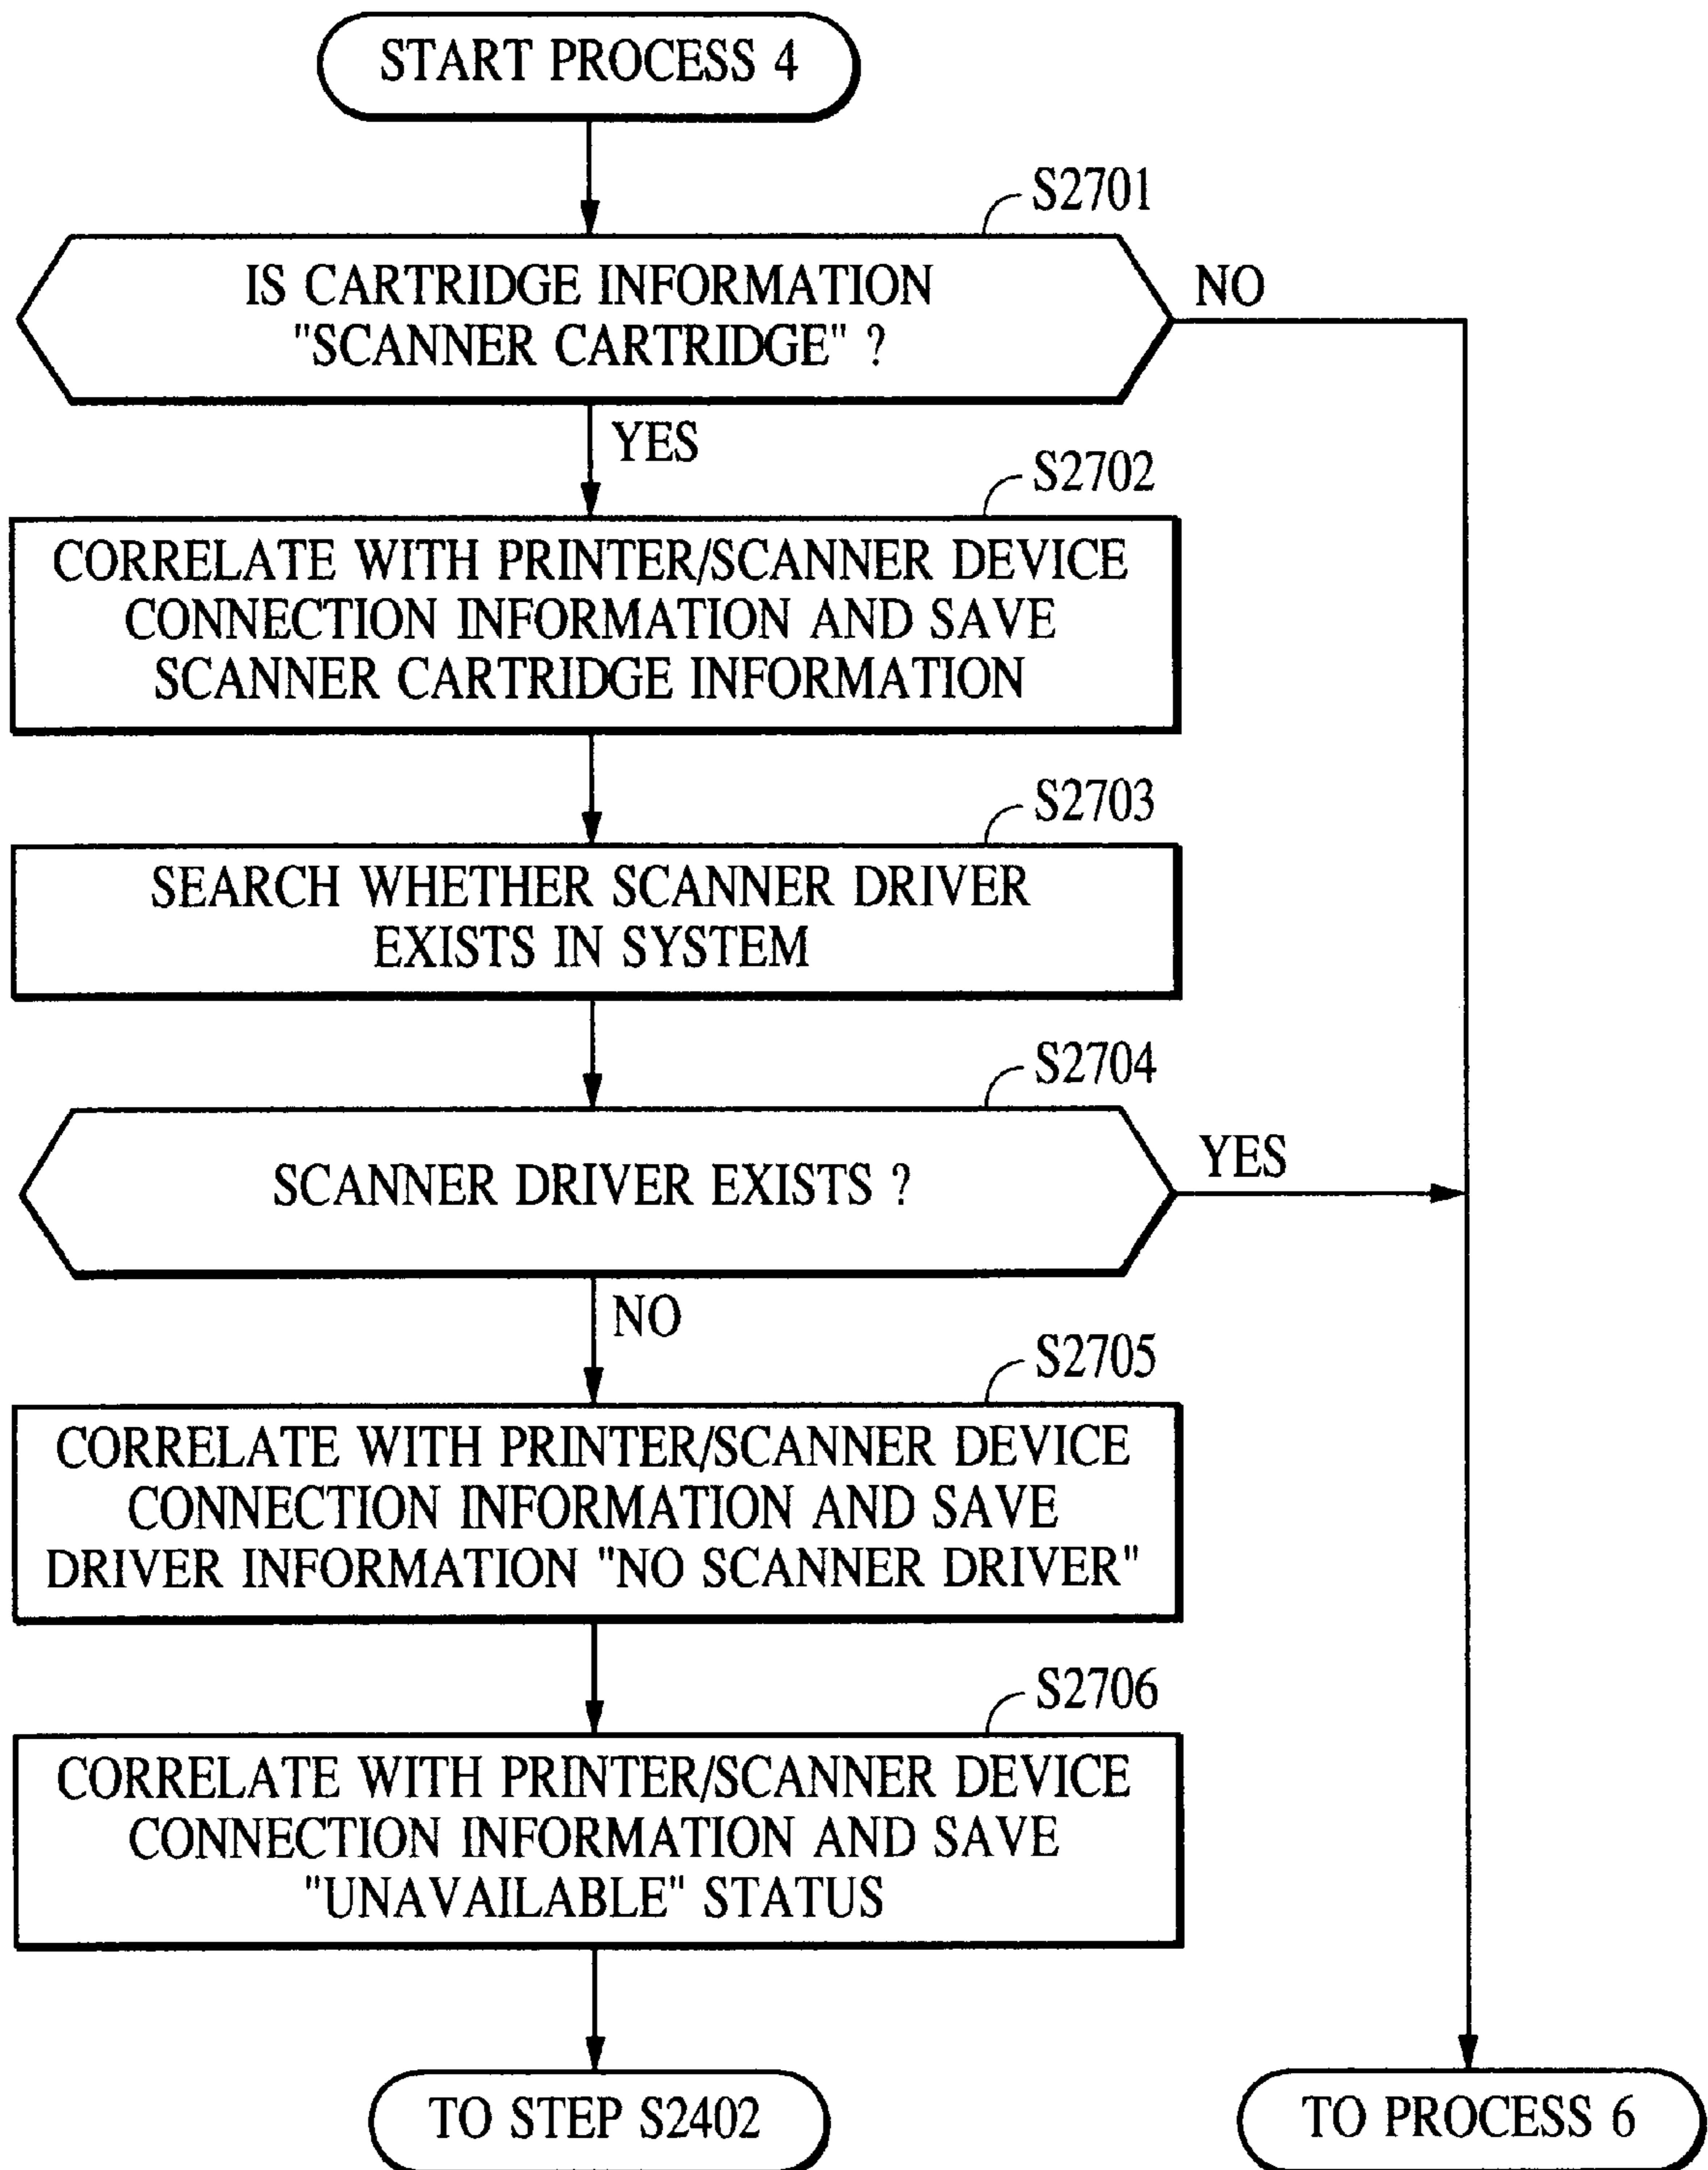 START PROCESS 4
S2701
IS CARTRIDGE INFORMATION
"SCANNER CARTRIDGE" ?
NO
YES
S2702
CORRELATE WITH PRINTER/SCANNER DEVICE
CONNECTION INFORMATION AND SAVE
SCANNER CARTRIDGE INFORMATION
S2703
SEARCH WHETHER SCANNER DRIVER
EXISTS IN SYSTEM
S2704
SCANNER DRIVER EXISTS ?
YES
NO
S2705
CORRELATE WITH PRINTER/SCANNER DEVICE
CONNECTION INFORMATION AND SAVE
DRIVER INFORMATION "NO SCANNER DRIVER"
S2706
CORRELATE WITH PRINTER/SCANNER DEVICE
CONNECTION INFORMATION AND SAVE
"UNAVAILABLE" STATUS
TO STEP S2402
TO PROCESS 6